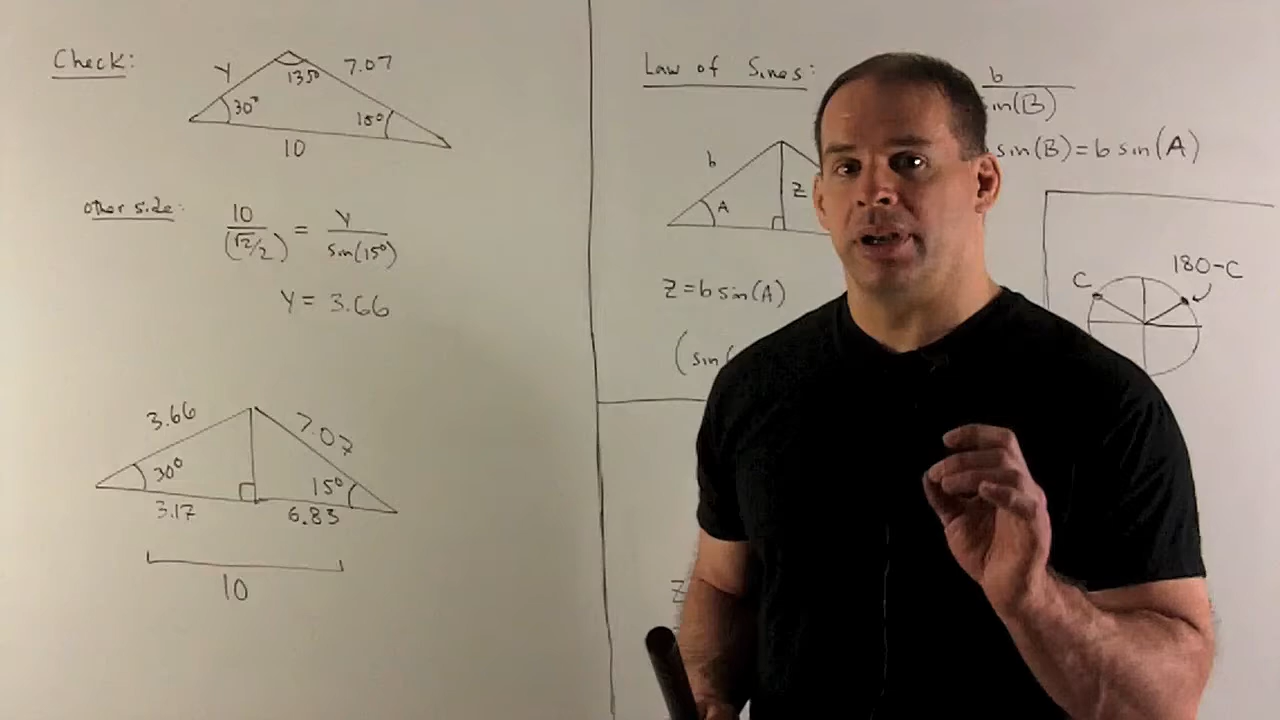 Check:
y 135° 7.07
30° 15°
10
other side: 10/(√2/2) = y/sin(15°)
y = 3.66
3.66 7.07
30° 15°
3.17 6.83
10
Law of Sines: b/sin(B)
sin(B) = b sin(A)
b
A z
z = b sin(A)
(sin(
180-C
C
z